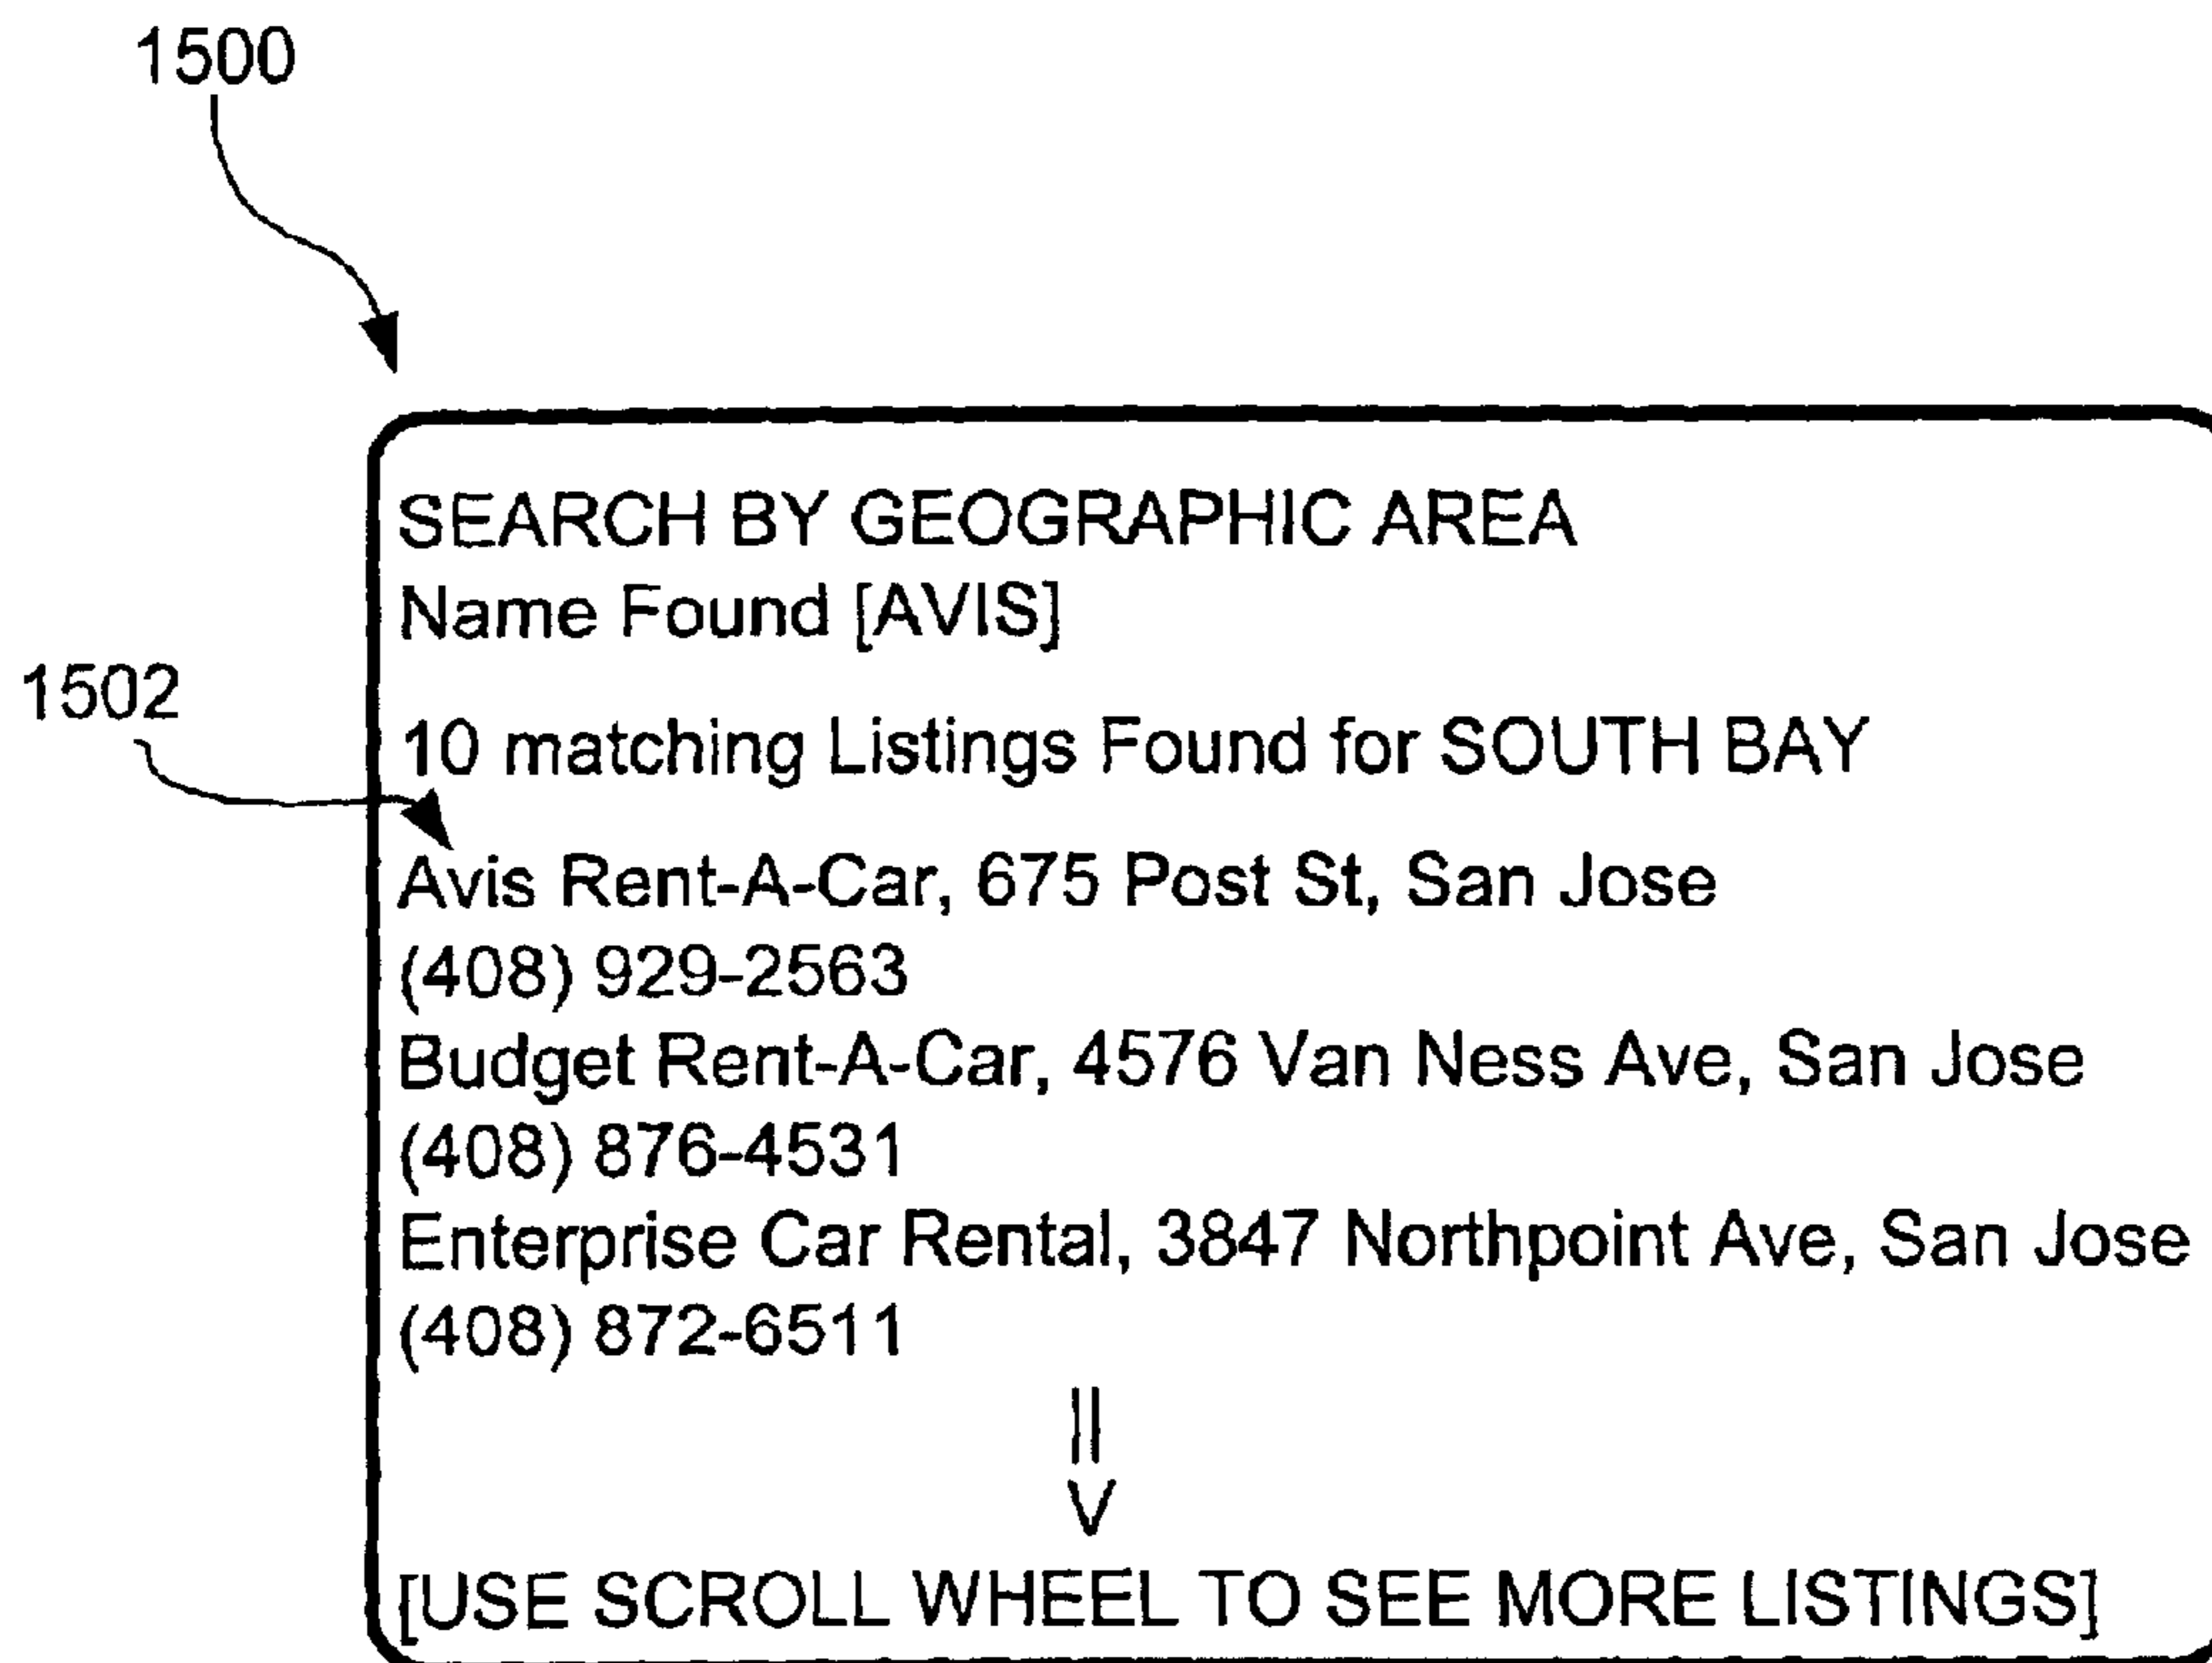 1500
SEARCH BY GEOGRAPHIC AREA
Name Found [AVIS]
1502
10 matching Listings Found for SOUTH BAY
Avis Rent-A-Car, 675 Post St, San Jose
(408) 929-2563
Budget Rent-A-Car, 4576 Van Ness Ave, San Jose
(408) 876-4531
Enterprise Car Rental, 3847 Northpoint Ave, San Jose
(408) 872-6511
[USE SCROLL WHEEL TO SEE MORE LISTINGS]